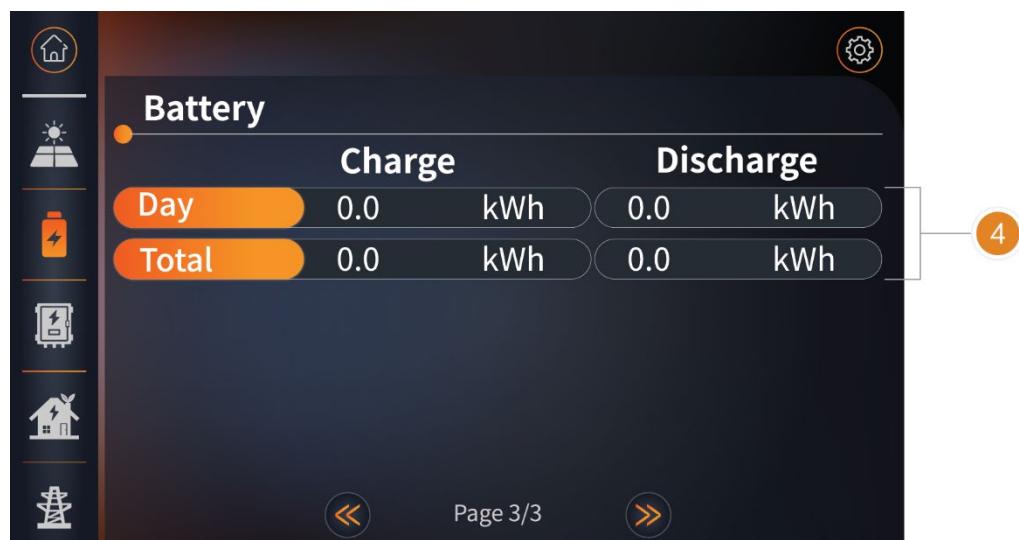 Battery
Charge Discharge
Day 0.0 kWh 0.0 kWh 4
Total 0.0 kWh 0.0 kWh
Page 3/3